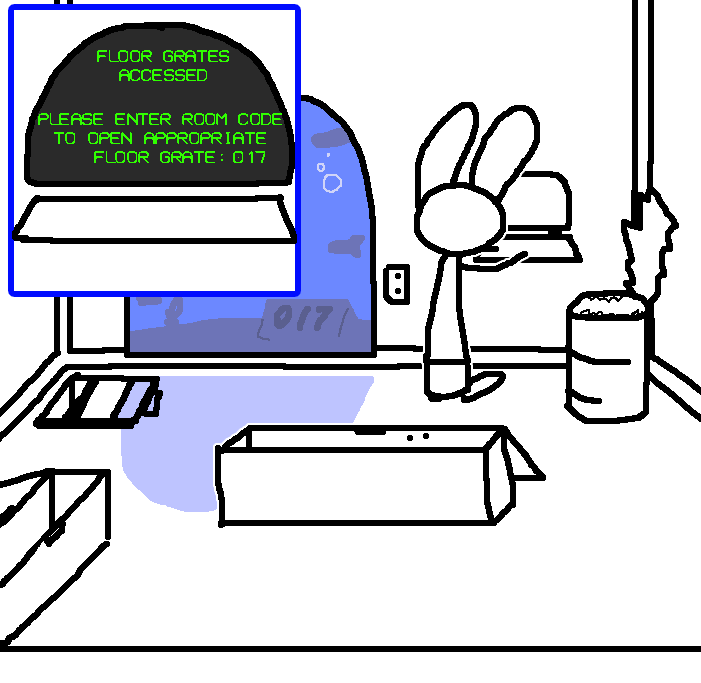 FLOOR GRATES
ACCESSED
PLEASE ENTER ROOM CODE
TO OPEN APPROPRIATE
FLOOR GRATE: 017
017